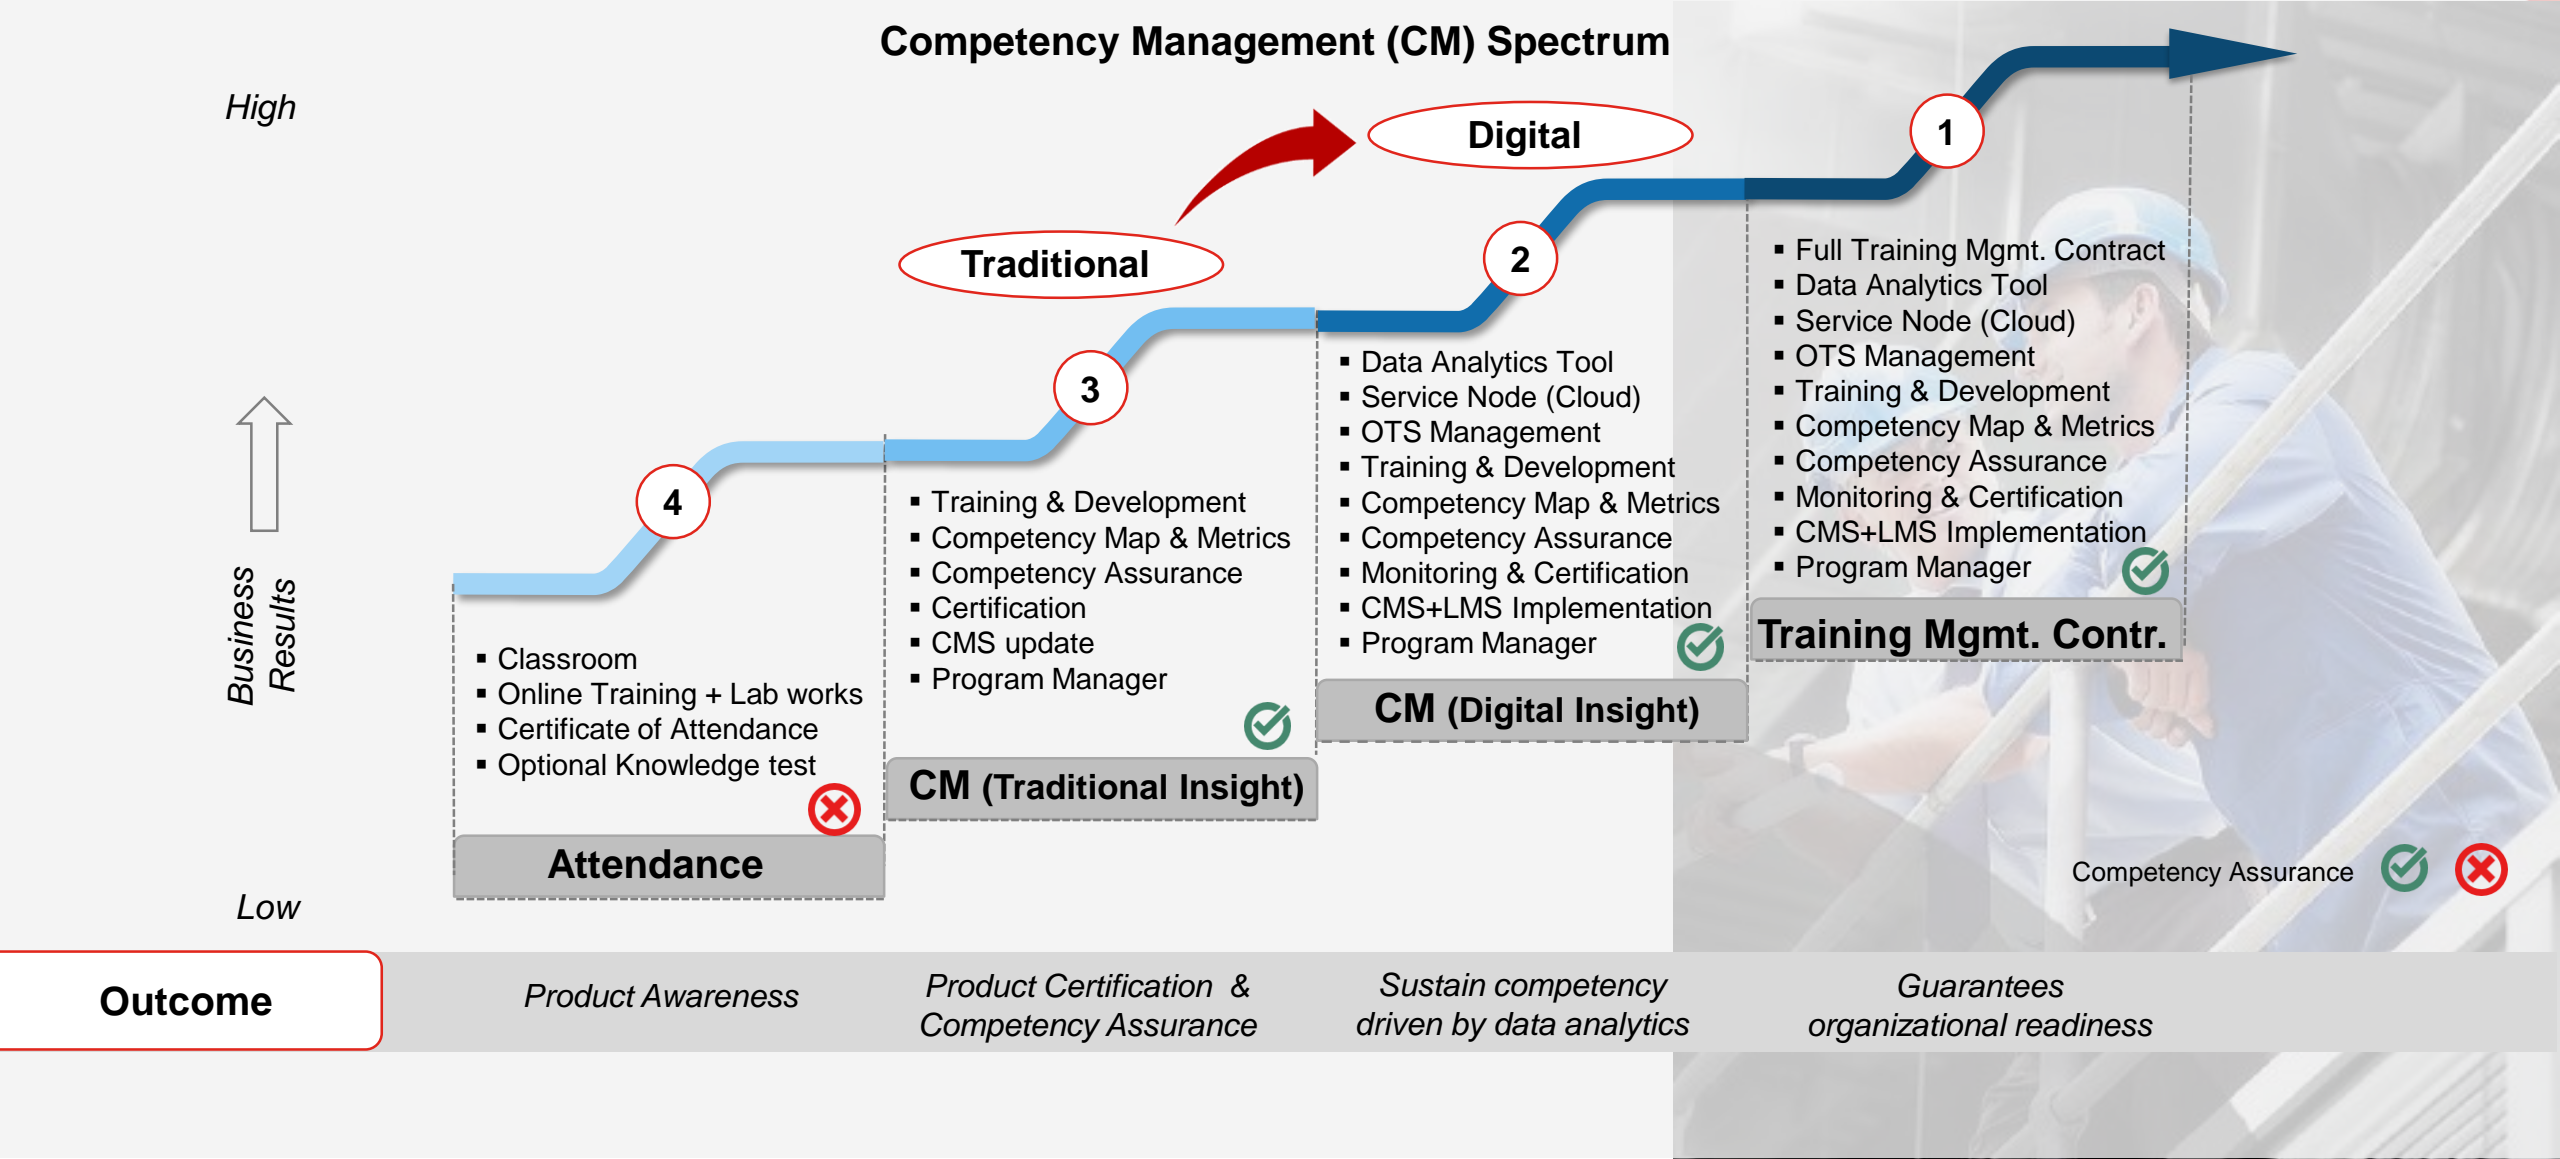 Competency Management (CM) Spectrum
High
Digital
1
Traditional
2
3
4
Business
Results
Low
▪ Classroom
▪ Online Training + Lab works
▪ Certificate of Attendance
▪ Optional Knowledge test
Attendance
▪ Training & Development
▪ Competency Map & Metrics
▪ Competency Assurance
▪ Certification
▪ CMS update
▪ Program Manager
CM (Traditional Insight)
▪ Data Analytics Tool
▪ Service Node (Cloud)
▪ OTS Management
▪ Training & Development
▪ Competency Map & Metrics
▪ Competency Assurance
▪ Monitoring & Certification
▪ CMS+LMS Implementation
▪ Program Manager
CM (Digital Insight)
▪ Full Training Mgmt. Contract
▪ Data Analytics Tool
▪ Service Node (Cloud)
▪ OTS Management
▪ Training & Development
▪ Competency Map & Metrics
▪ Competency Assurance
▪ Monitoring & Certification
▪ CMS+LMS Implementation
▪ Program Manager
Training Mgmt. Contr.
Competency Assurance
Outcome
Product Awareness
Product Certification &
Competency Assurance
Sustain competency
driven by data analytics
Guarantees
organizational readiness